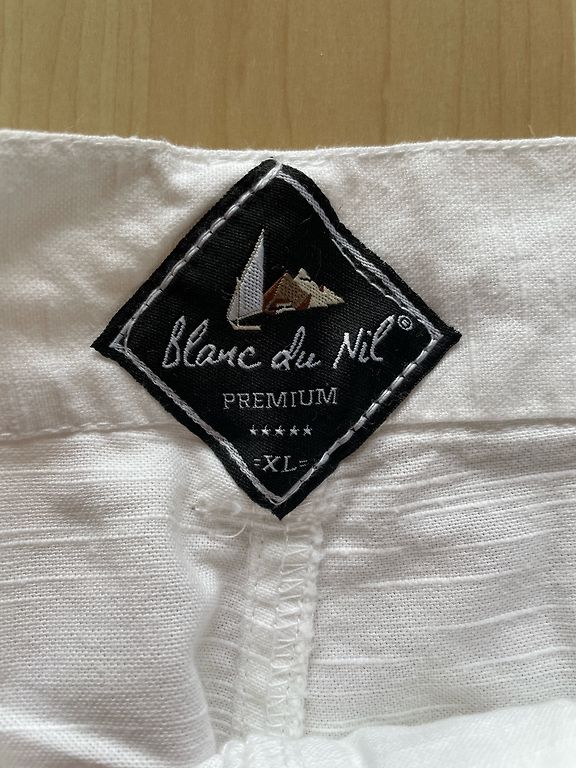 Blanc du Nil®
PREMIUM
★★★★★
=XL=